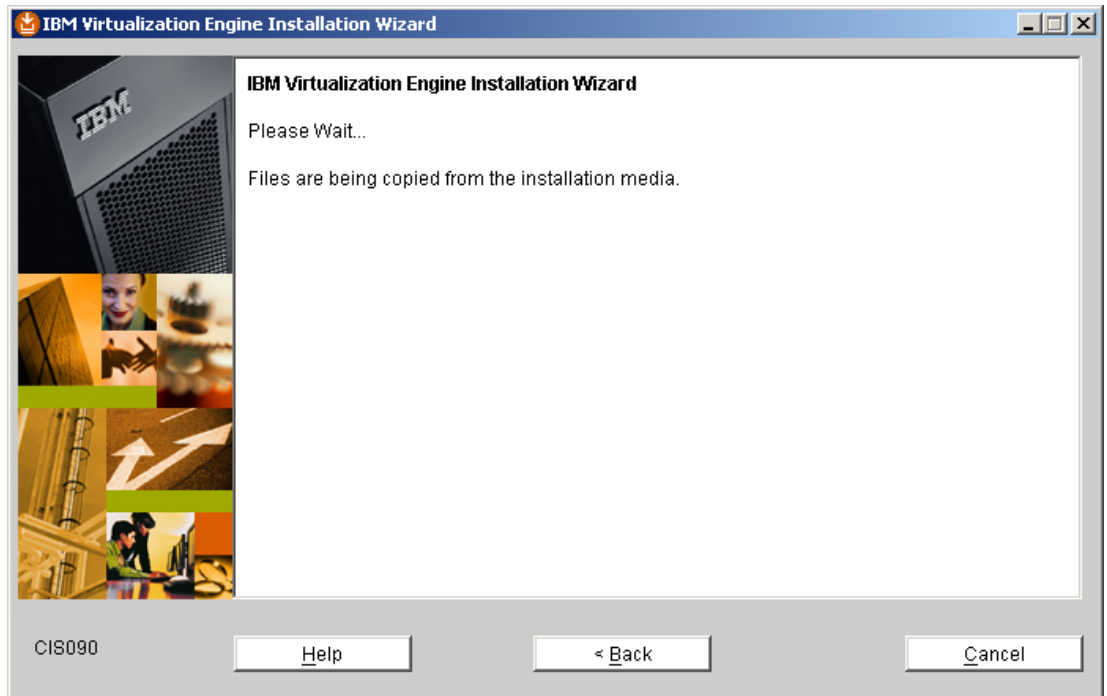 IBM Virtualization Engine Installation Wizard
IBM
IBM Virtualization Engine Installation Wizard
Please Wait...
Files are being copied from the installation media.
CIS090
Help
< Back
Cancel